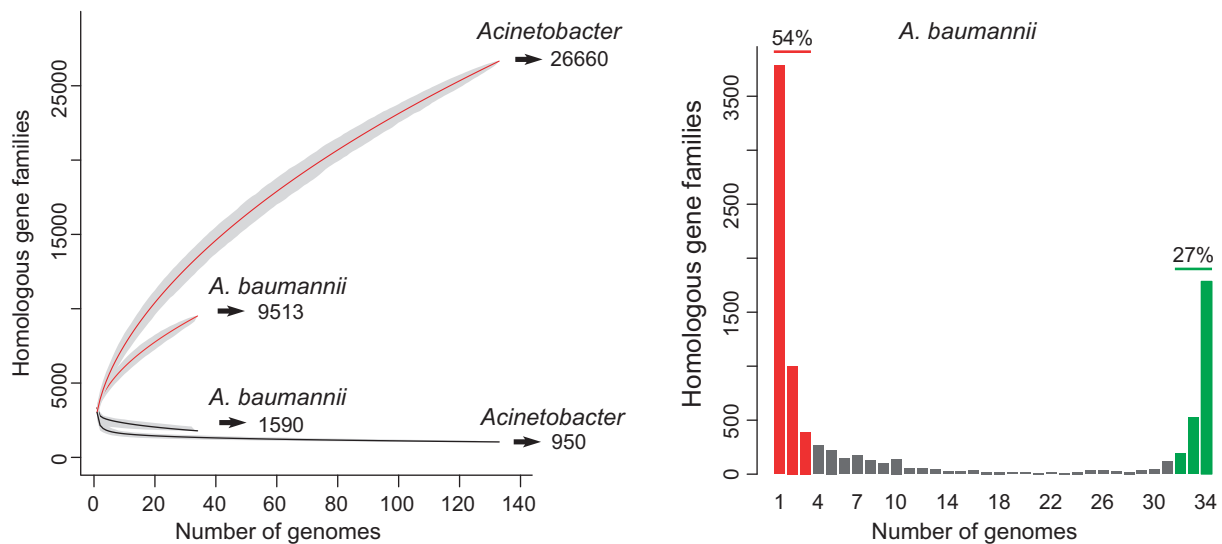 Acinetobacter
26660
A. baumannii
9513
A. baumannii
1590
Acinetobacter
950
Homologous gene families
25000
15000
5000
0
0 20 40 60 80 100 120 140
Number of genomes
A. baumannii
54%
27%
Homologous gene families
3500
2500
1500
500
0
1 4 7 10 14 18 22 26 30 34
Number of genomes